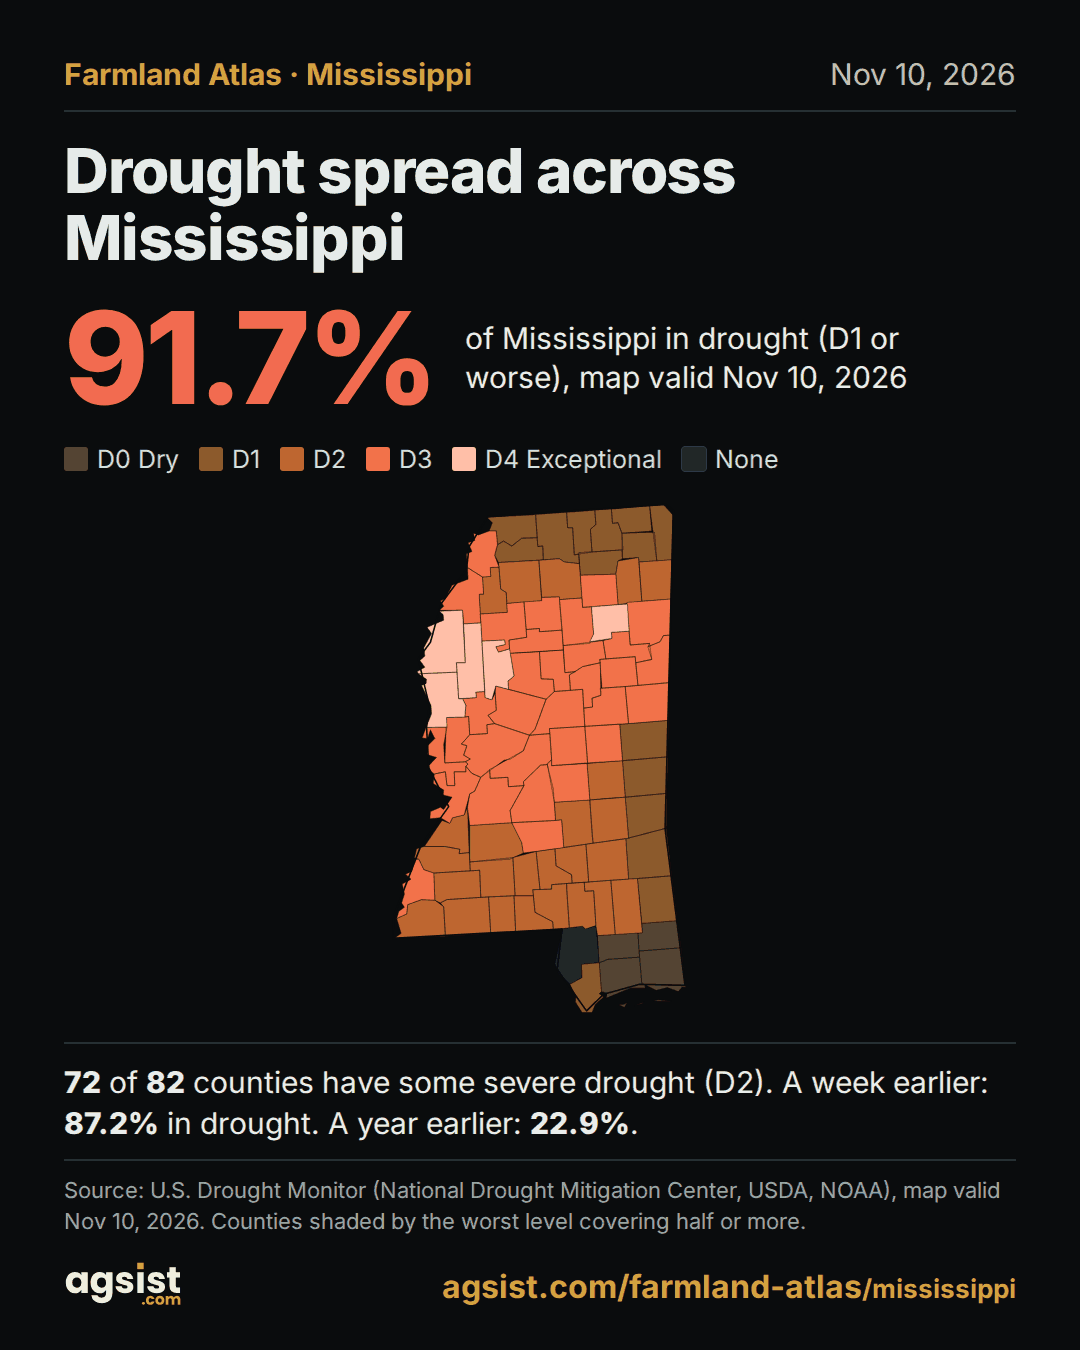 Farmland Atlas · Mississippi
Nov 10, 2026
Drought spread across
Mississippi
91.7%
of Mississippi in drought (D1 or
worse), map valid Nov 10, 2026
D0 Dry D1 D2 D3 D4 Exceptional None
72 of 82 counties have some severe drought (D2). A week earlier:
87.2% in drought. A year earlier: 22.9%.
Source: U.S. Drought Monitor (National Drought Mitigation Center, USDA, NOAA), map valid
Nov 10, 2026. Counties shaded by the worst level covering half or more.
agsist
.com
agsist.com/farmland-atlas/mississippi